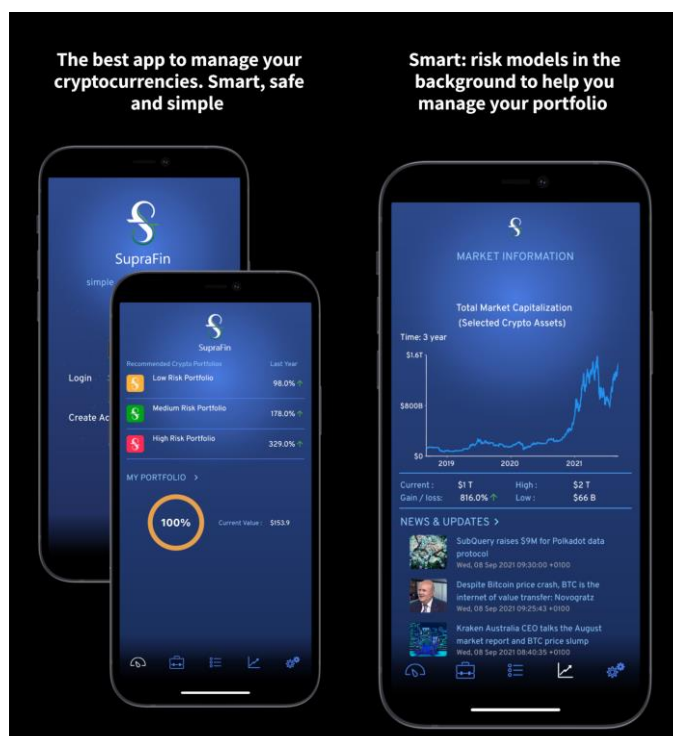 The best app to manage your
cryptocurrencies. Smart, safe
and simple
SupraFin
simple
Login
Create Ac
SupraFin
Recommended Crypto Portfolios Last Year
Low Risk Portfolio 98.0% ↑
Medium Risk Portfolio 178.0% ↑
High Risk Portfolio 329.0% ↑
MY PORTFOLIO >
100% Current Value : $153.9
Smart: risk models in the
background to help you
manage your portfolio
MARKET INFORMATION
Total Market Capitalization
(Selected Crypto Assets)
Time: 3 year
$1.6T
$800B
$0
2019 2020 2021
Current : $1 T High : $2 T
Gain / loss: 816.0% ↑ Low : $66 B
NEWS & UPDATES >
SubQuery raises $9M for Polkadot data
protocol
Wed, 08 Sep 2021 09:30:00 +0100
Despite Bitcoin price crash, BTC is the
internet of value transfer: Novogratz
Wed, 08 Sep 2021 09:25:43 +0100
Kraken Australia CEO talks the August
market report and BTC price slump
Wed, 08 Sep 2021 08:40:35 +0100